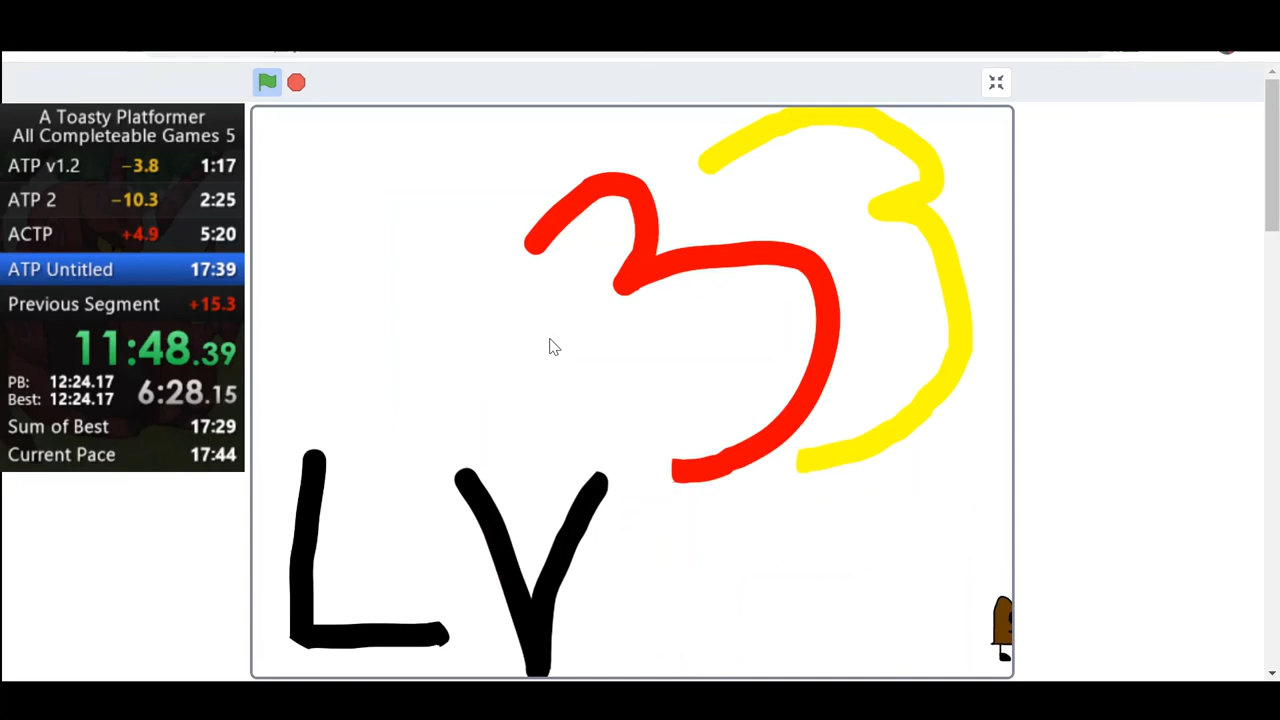 A Toasty Platformer
All Completeable Games 5
ATP v1.2 −3.8 1:17
ATP 2 −10.3 2:25
ACTP +4.9 5:20
ATP Untitled 17:39
Previous Segment +15.3
11:48.39
PB: 12:24.17
Best: 12:24.17
6:28.15
Sum of Best 17:29
Current Pace 17:44
3 3
LV